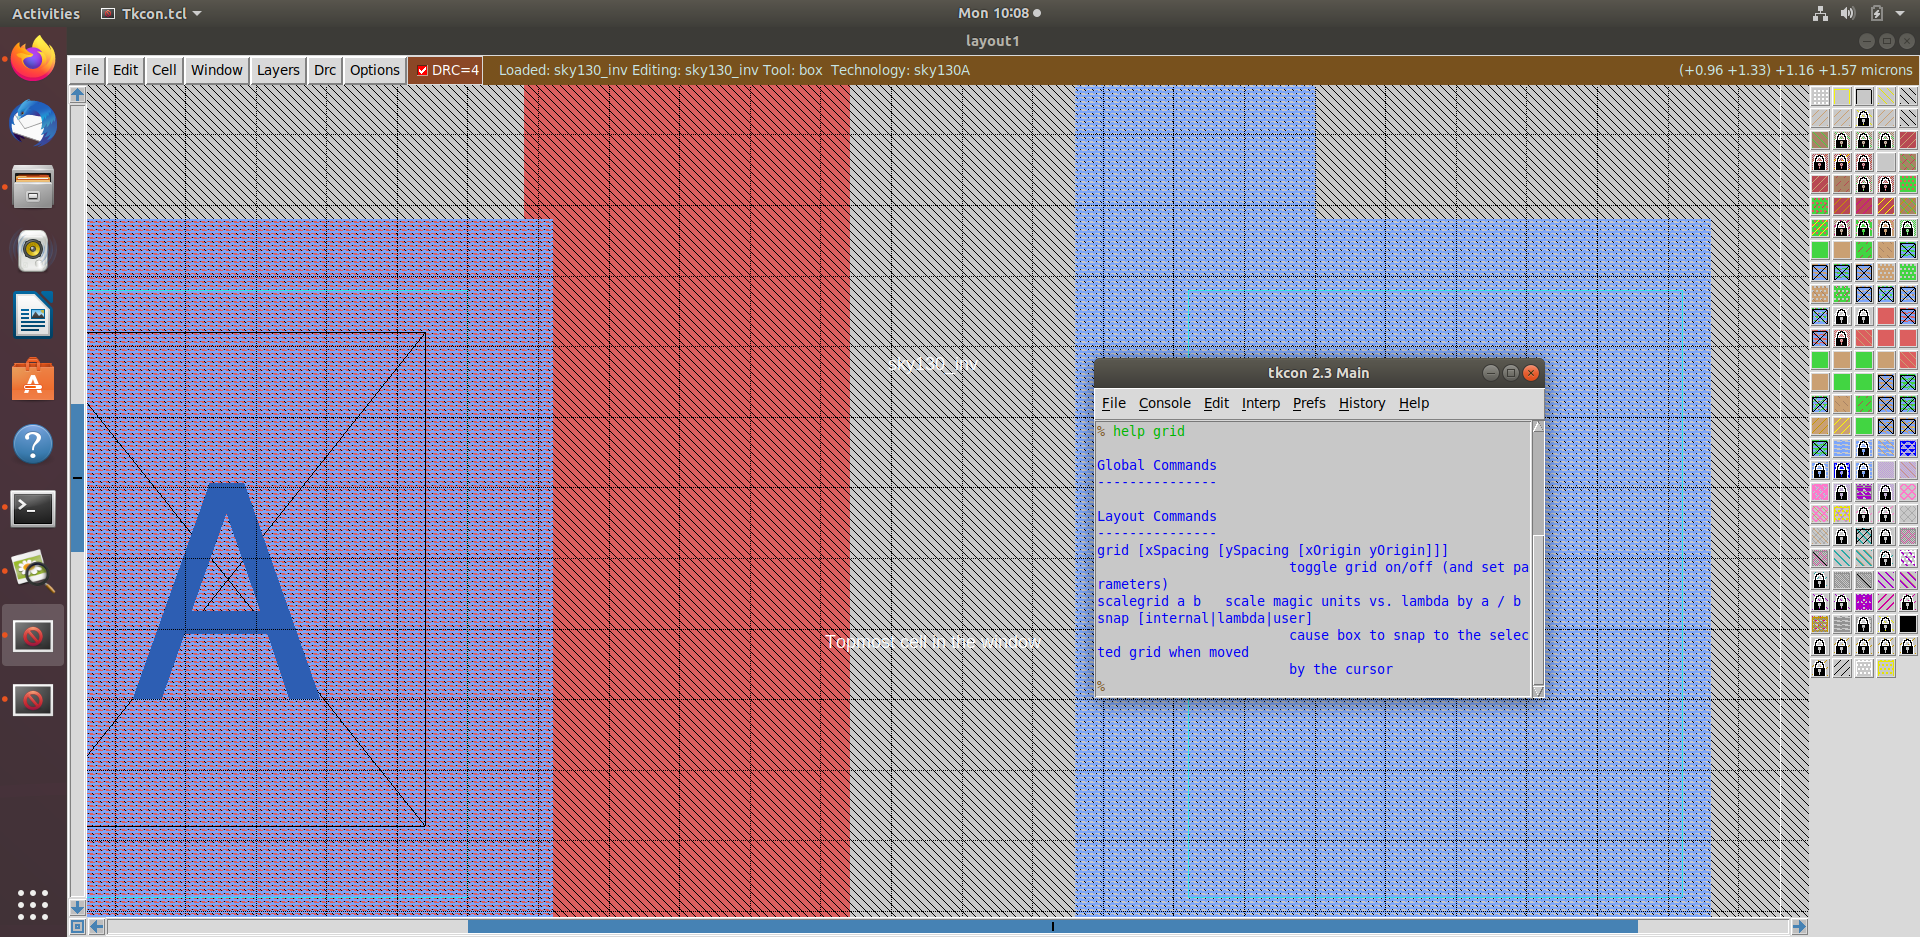 Activities Tkcon.tcl Mon 10:08
layout1
File Edit Cell Window Layers Drc Options DRC=4 Loaded: sky130_inv Editing: sky130_inv Tool: box Technology: sky130A (+0.96 +1.33) +1.16 +1.57 microns
sky130_inv
tkcon 2.3 Main
File Console Edit Interp Prefs History Help
% help grid
Global Commands
---------------
Layout Commands
---------------
grid [xSpacing [ySpacing [xOrigin yOrigin]]]
toggle grid on/off (and set pa
rameters)
scalegrid a b scale magic units vs. lambda by a / b
snap [internal|lambda|user]
cause box to snap to the selec
ted grid when moved
by the cursor
%
A
Topmost cell in the window